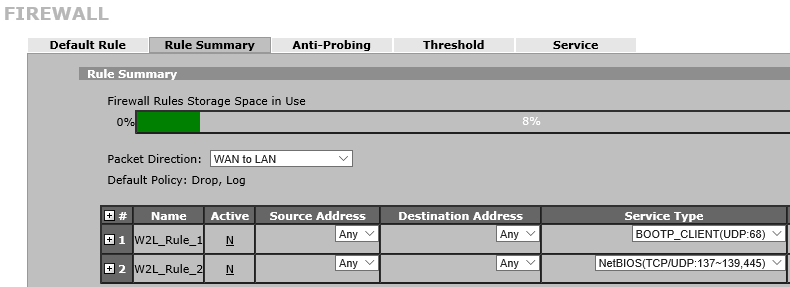 FIREWALL
Default Rule Rule Summary Anti-Probing Threshold Service
Rule Summary
Firewall Rules Storage Space in Use
0% 8%
Packet Direction: WAN to LAN
Default Policy: Drop, Log
# Name Active Source Address Destination Address Service Type
1 W2L_Rule_1 N Any Any BOOTP_CLIENT(UDP:68)
2 W2L_Rule_2 N Any Any NetBIOS(TCP/UDP:137~139,445)